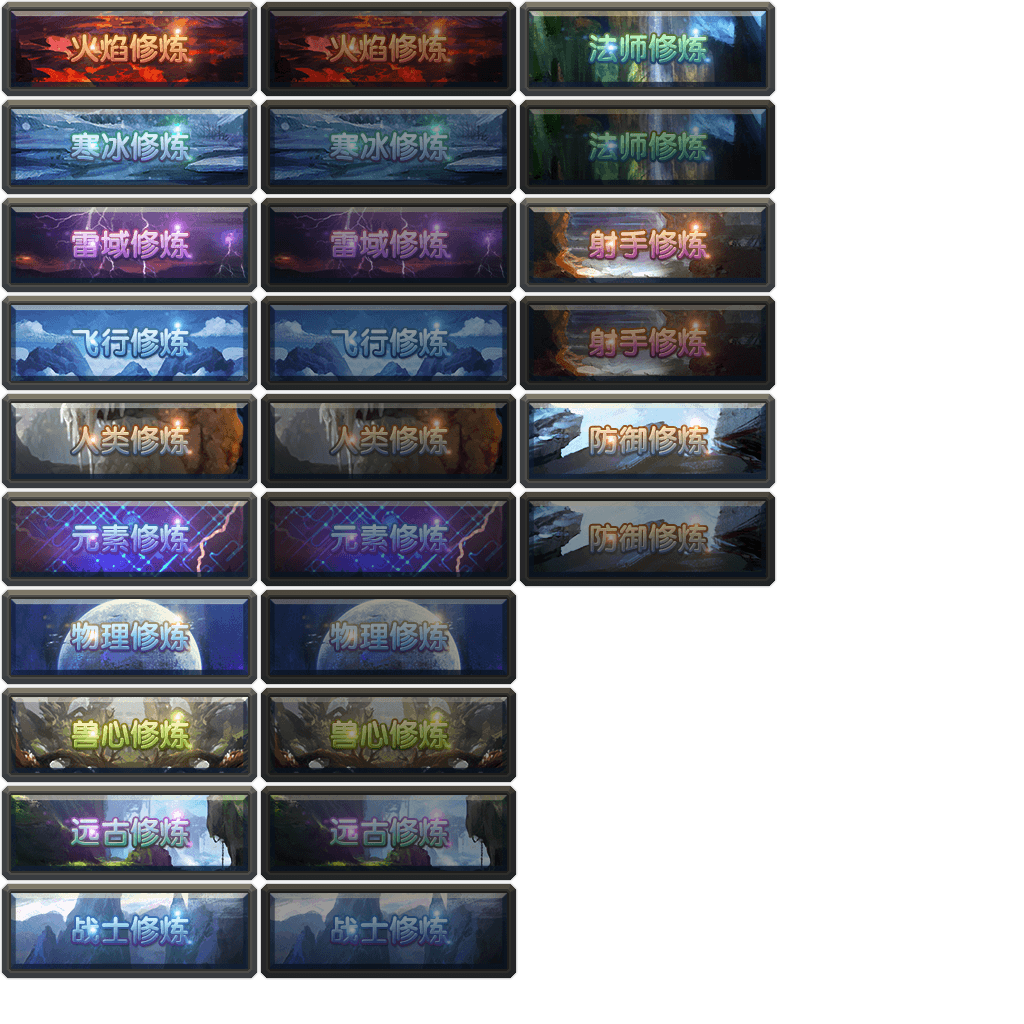 火焰修炼
火焰修炼
法师修炼
寒冰修炼
寒冰修炼
法师修炼
雷域修炼
雷域修炼
射手修炼
飞行修炼
飞行修炼
射手修炼
人类修炼
人类修炼
防御修炼
元素修炼
元素修炼
防御修炼
物理修炼
物理修炼
兽心修炼
兽心修炼
远古修炼
远古修炼
战士修炼
战士修炼